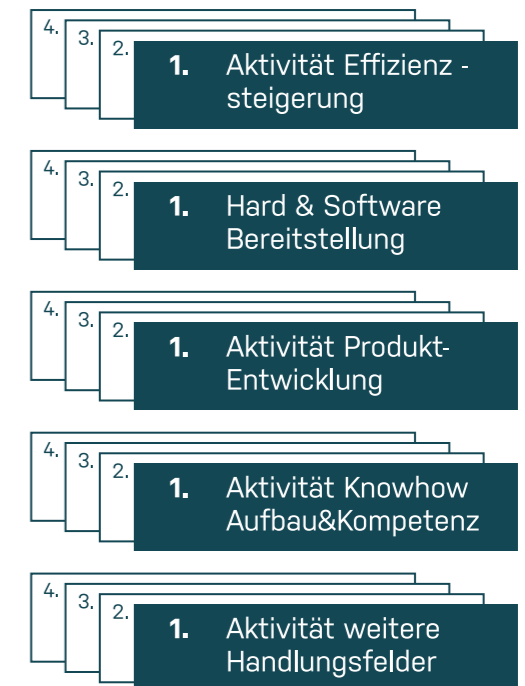 4.
3.
2.
1. Aktivität Effizienz -
steigerung
4.
3.
2.
1. Hard & Software
Bereitstellung
4.
3.
2.
1. Aktivität Produkt-
Entwicklung
4.
3.
2.
1. Aktivität Knowhow
Aufbau&Kompetenz
4.
3.
2.
1. Aktivität weitere
Handlungsfelder